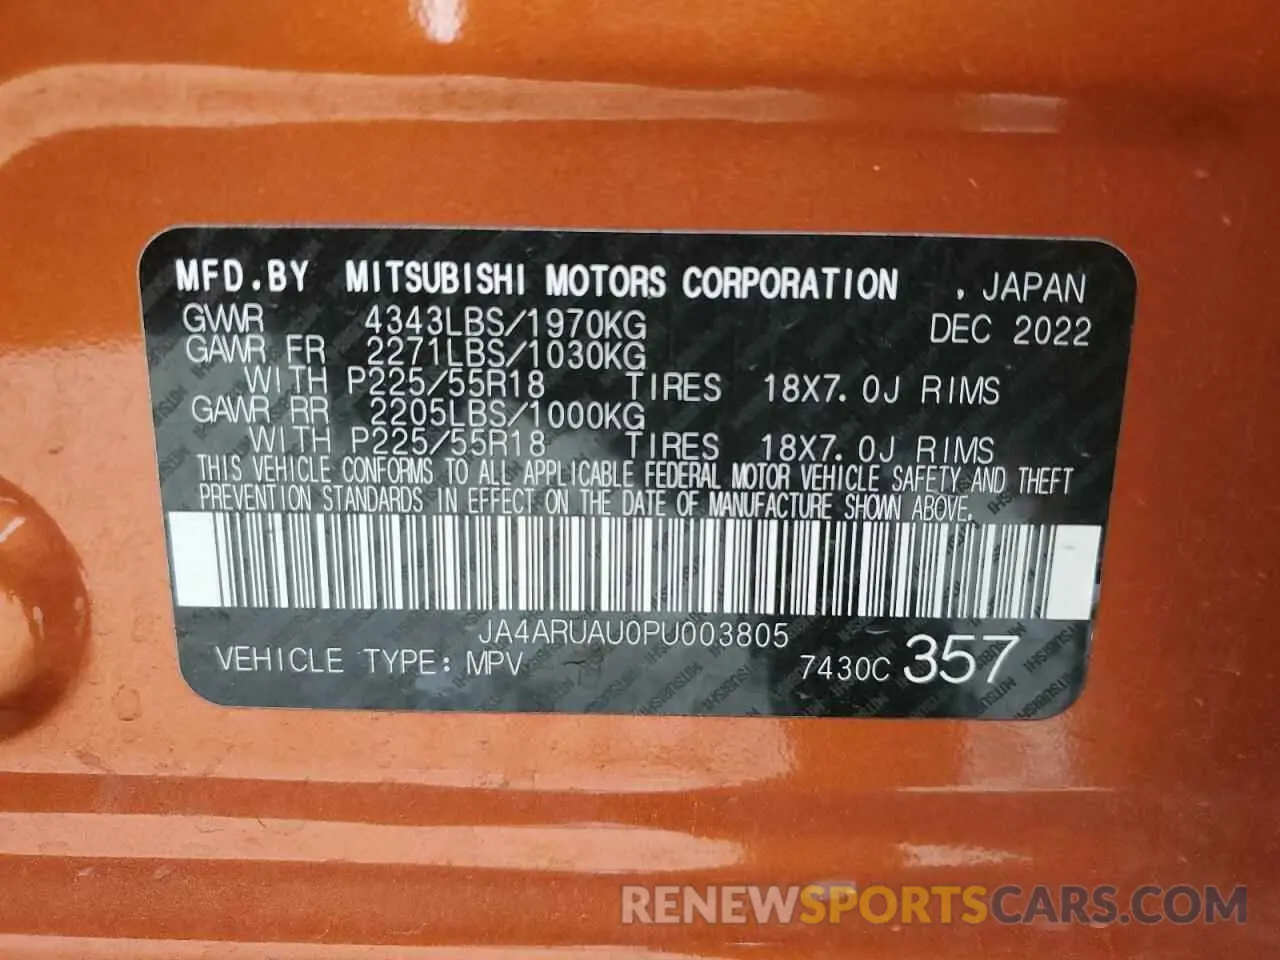 MFD.BY MITSUBISHI MOTORS CORPORATION , JAPAN
GVWR 4343LBS/1970KG DEC 2022
GAWR FR 2271LBS/1030KG
WITH P225/55R18 TIRES 18X7.0J RIMS
GAWR RR 2205LBS/1000KG
WITH P225/55R18 TIRES 18X7.0J RIMS
THIS VEHICLE CONFORMS TO ALL APPLICABLE FEDERAL MOTOR VEHICLE SAFETY AND THEFT
PREVENTION STANDARDS IN EFFECT ON THE DATE OF MANUFACTURE SHOWN ABOVE.
JA4ARUAU0PU003805
VEHICLE TYPE: MPV 7430C 357
RENEWSPORTSCARS.COM